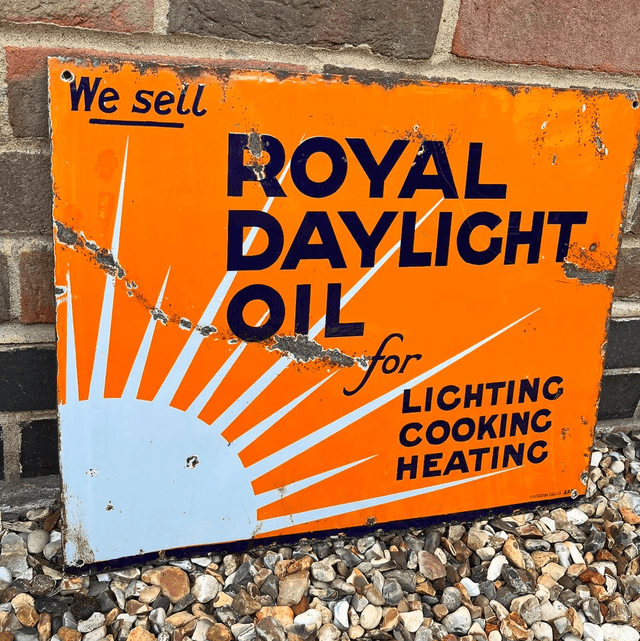 We sell
ROYAL
DAYLIGHT
OIL
for
LIGHTING
COOKING
HEATING